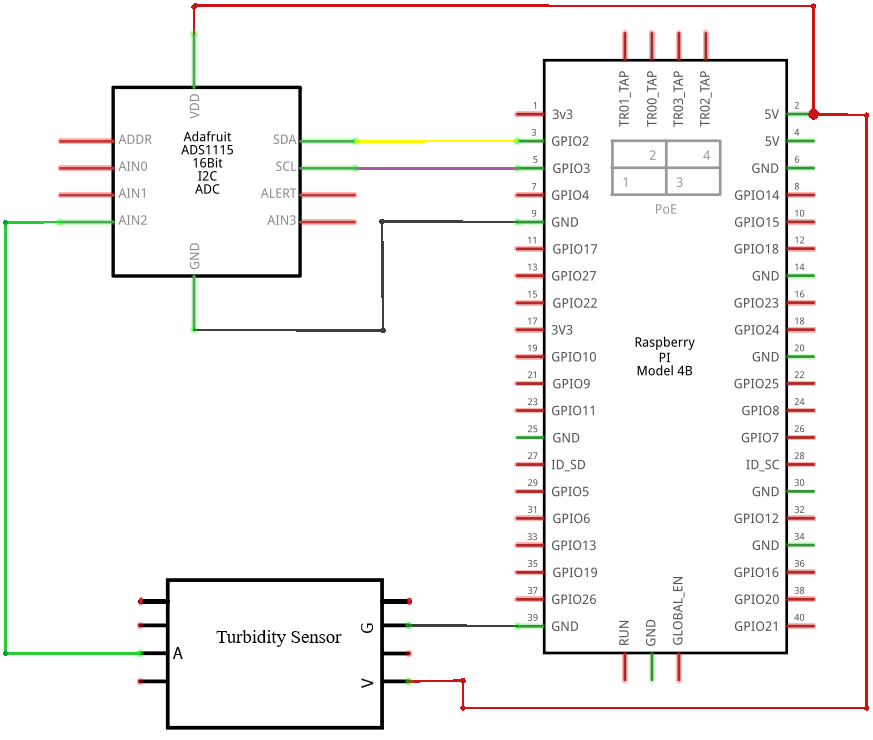 TR01_TAP
TR00_TAP
TR03_TAP
TR02_TAP
VDD
Adafruit
ADS1115
16Bit
I2C
ADC
ADDR
AIN0
AIN1
AIN2
SDA
SCL
ALERT
AIN3
GND
1 3v3
3 GPIO2
5 GPIO3
7 GPIO4
9 GND
11 GPIO17
13 GPIO27
15 GPIO22
17 3V3
19 GPIO10
21 GPIO9
23 GPIO11
25 GND
27 ID_SD
29 GPIO5
31 GPIO6
33 GPIO13
35 GPIO19
37 GPIO26
39 GND
2 4
1 3
PoE
Raspberry
PI
Model 4B
5V 2
5V 4
GND 6
GPIO14 8
GPIO15 10
GPIO18 12
GND 14
GPIO23 16
GPIO24 18
GND 20
GPIO25 22
GPIO8 24
GPIO7 26
ID_SC 28
GND 30
GPIO12 32
GND 34
GPIO16 36
GPIO20 38
GPIO21 40
RUN
GND
GLOBAL_EN
Turbidity Sensor
A
G
V